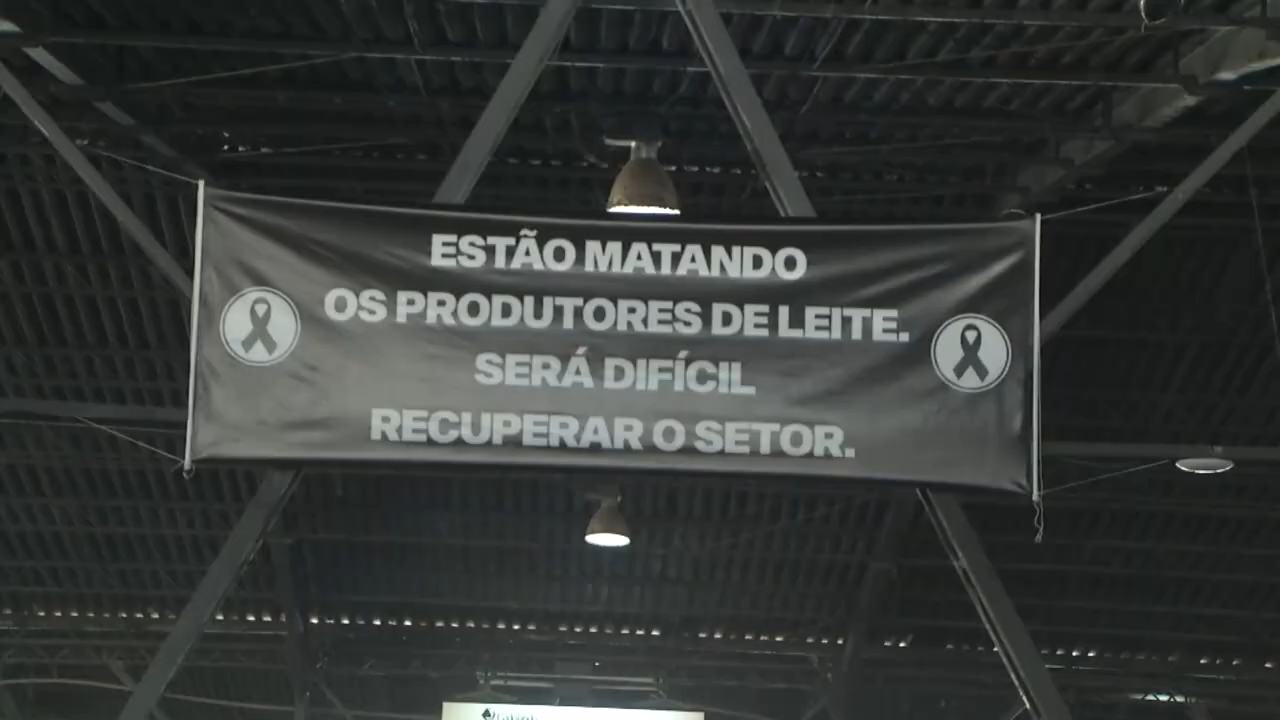 ESTÃO MATANDO
OS PRODUTORES DE LEITE.
SERÁ DIFÍCIL
RECUPERAR O SETOR.